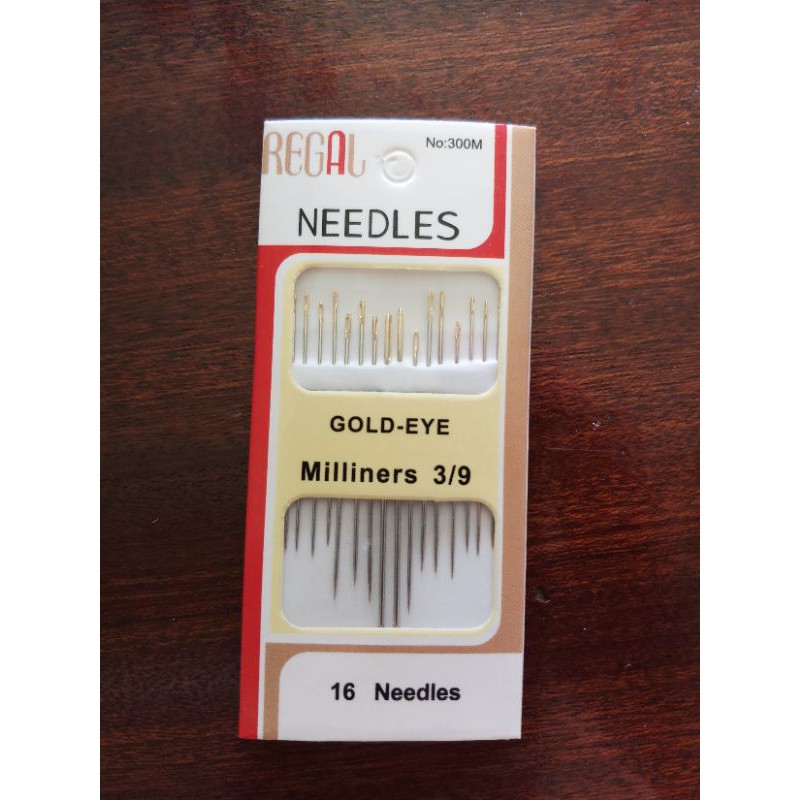 REGAL
No:300M
NEEDLES
GOLD-EYE
Milliners 3/9
16 Needles